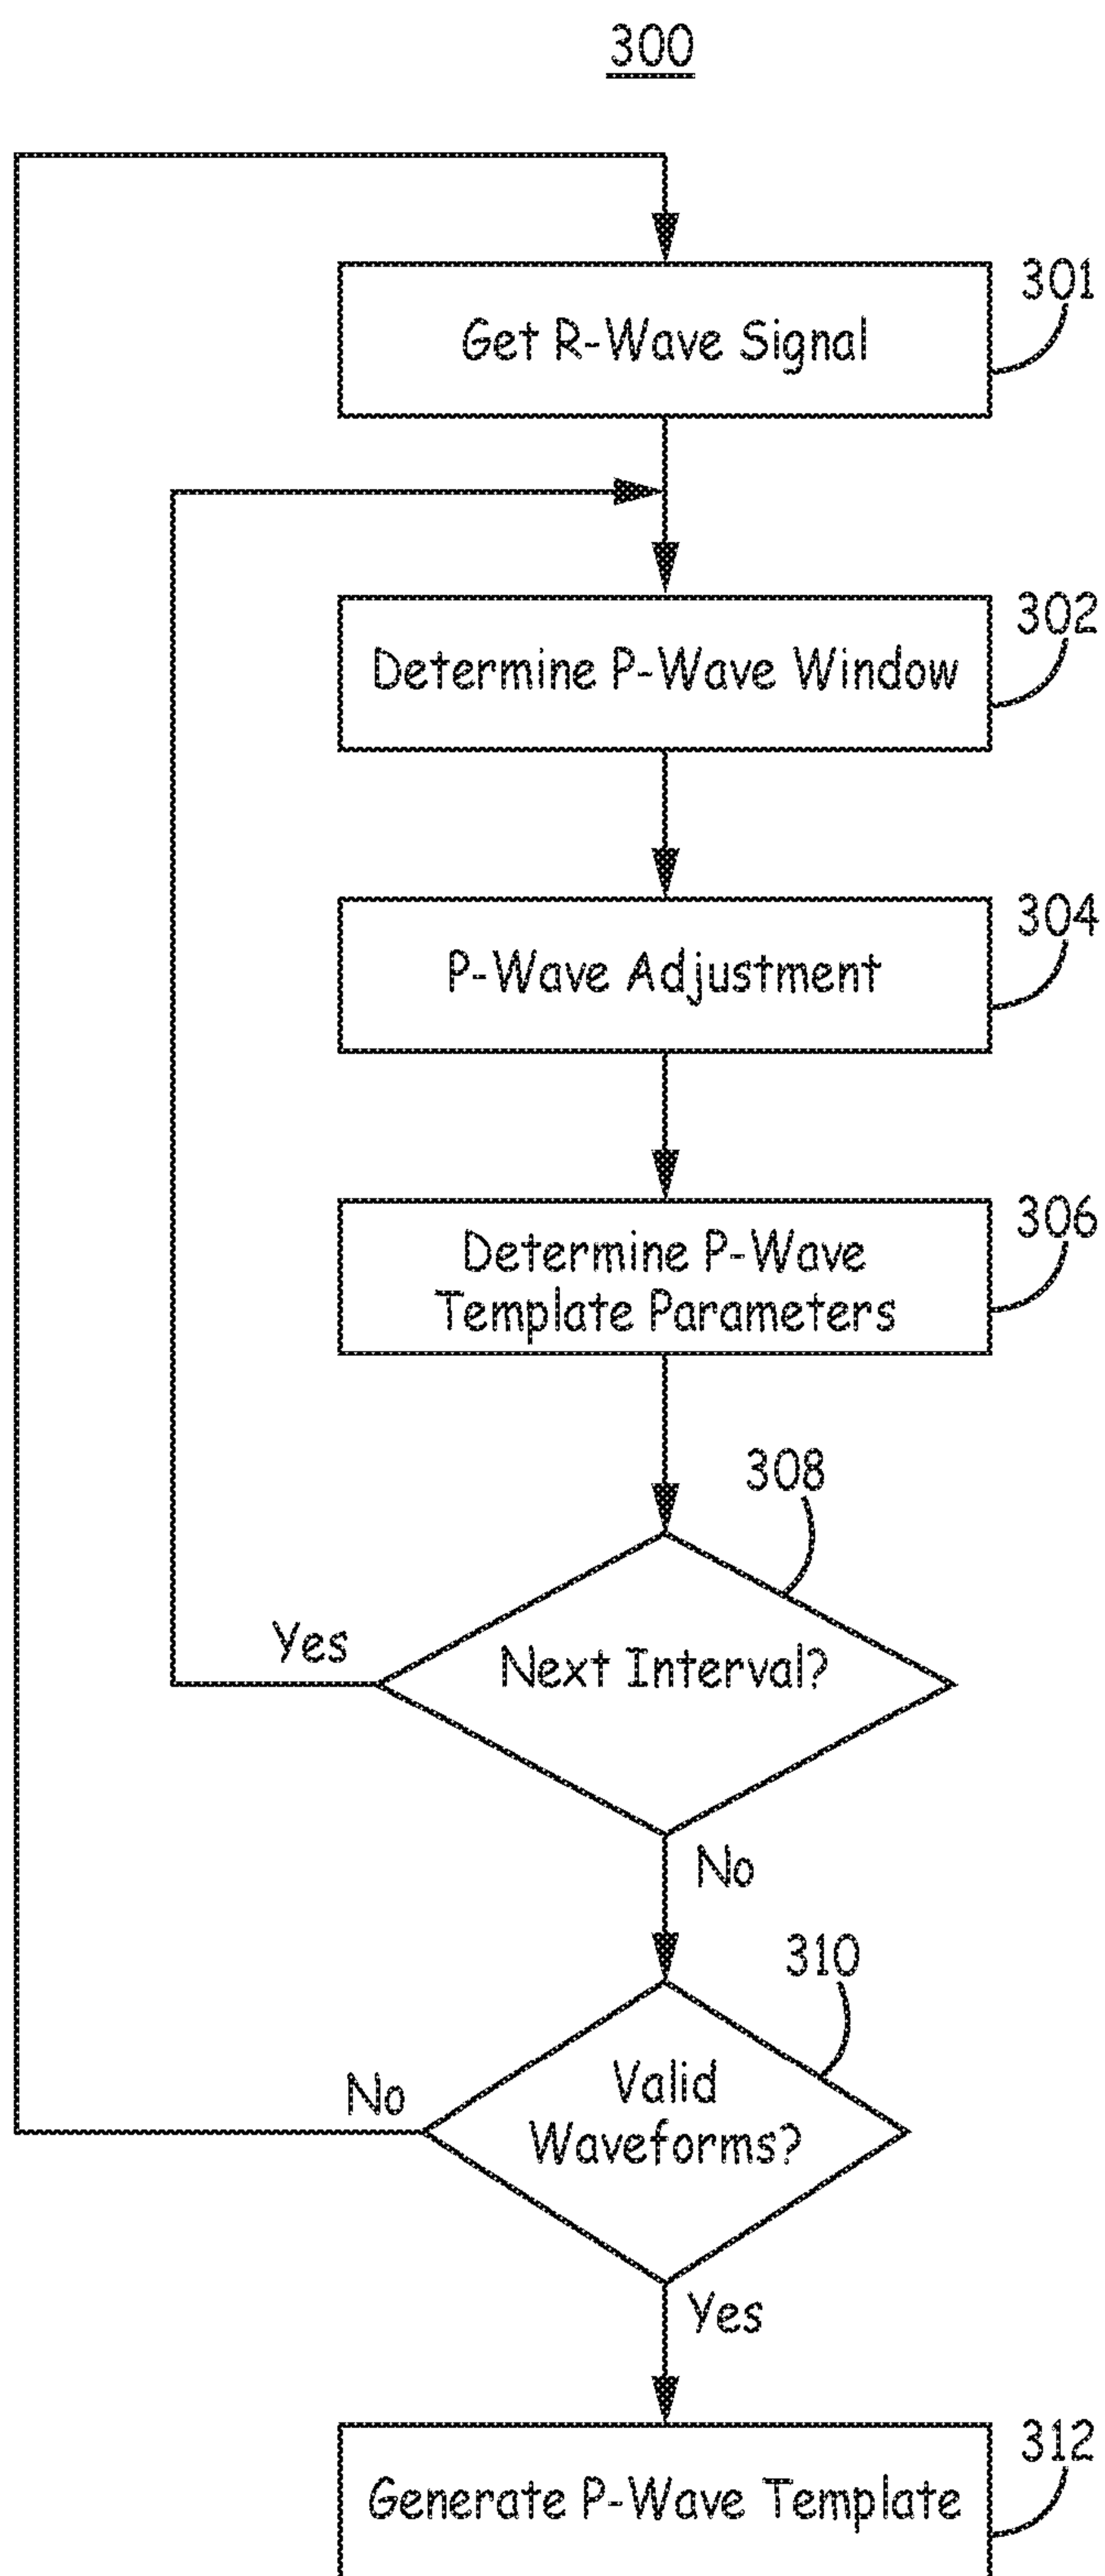 300
Get R-Wave Signal
301
Determine P-Wave Window
302
P-Wave Adjustment
304
Determine P-Wave
Template Parameters
306
308
Next Interval?
Yes
No
310
Valid
Waveforms?
No
Yes
Generate P-Wave Template
312